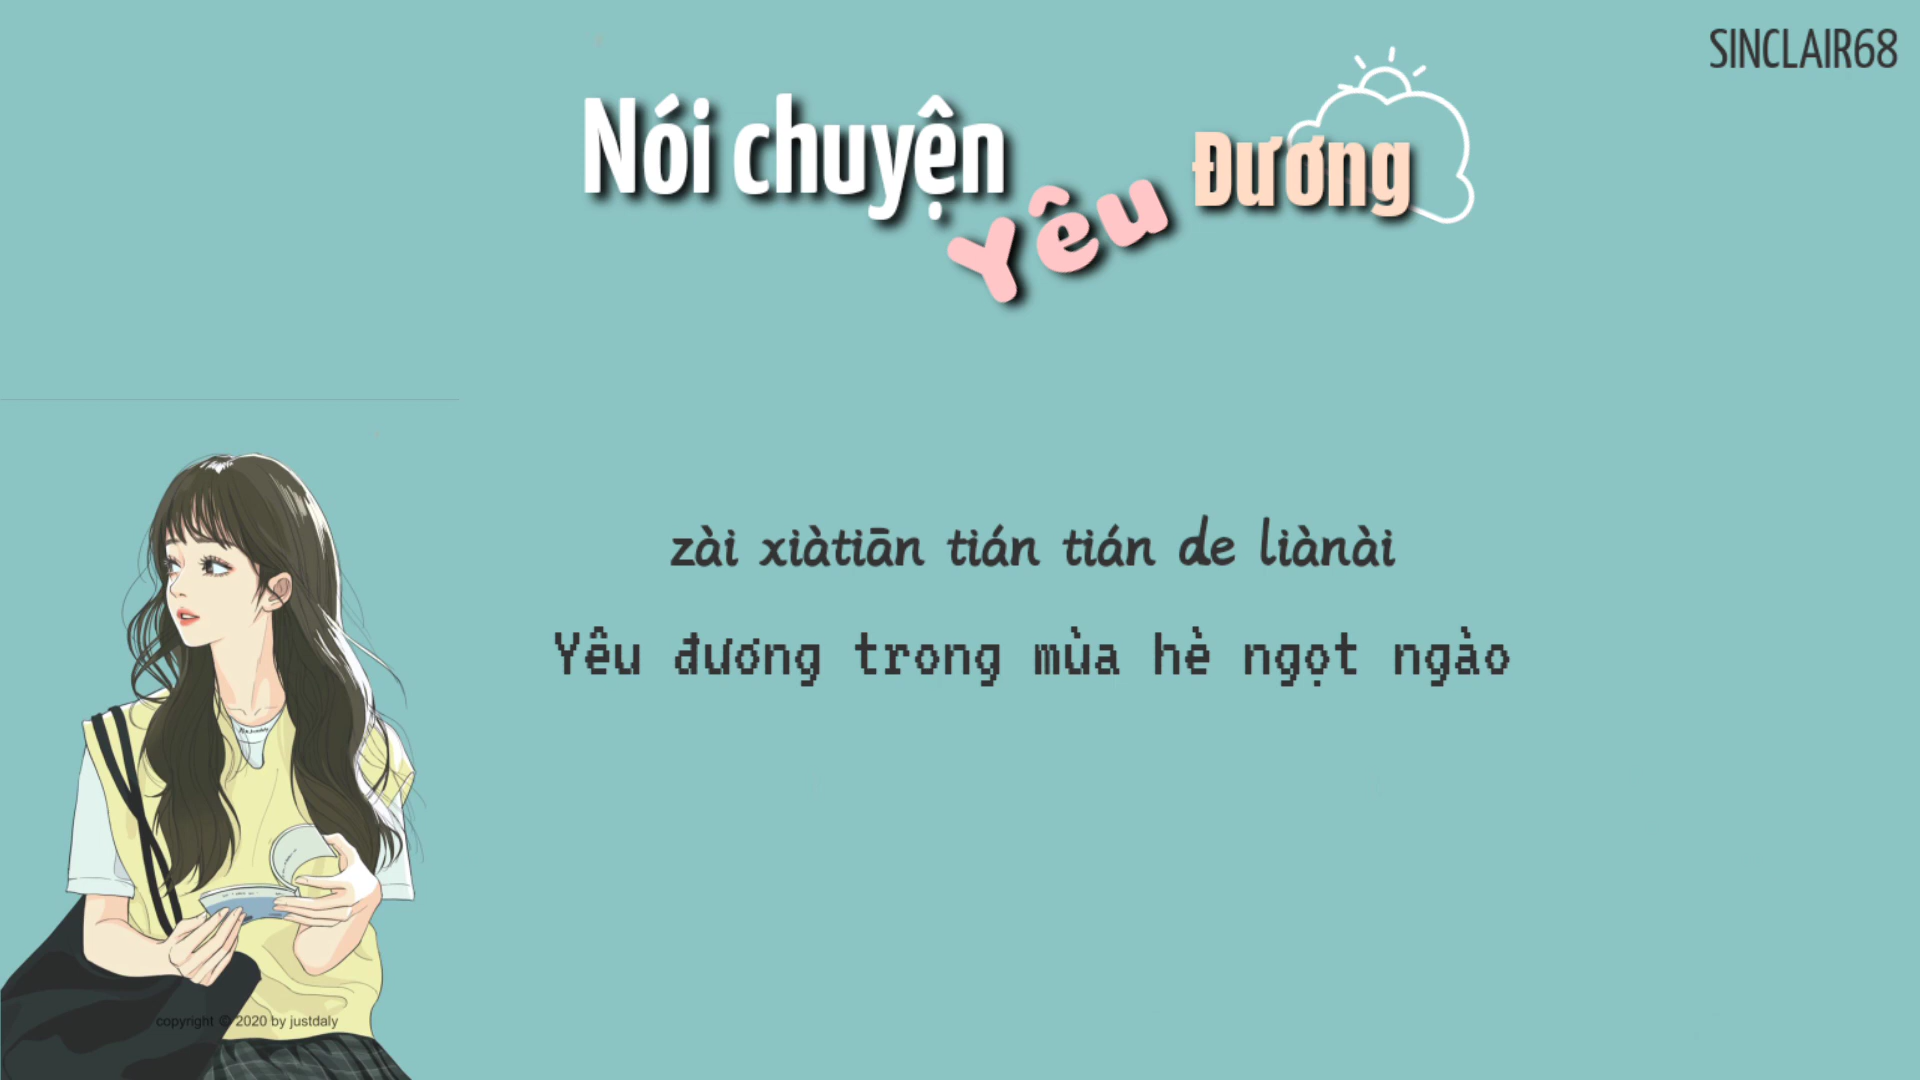 SINCLAIR68
Nói chuyện Yêu Đương
zài xiàtiān tián tián de liànài
Yêu đương trong mùa hè ngọt ngào
copyright © 2020 by justdaly